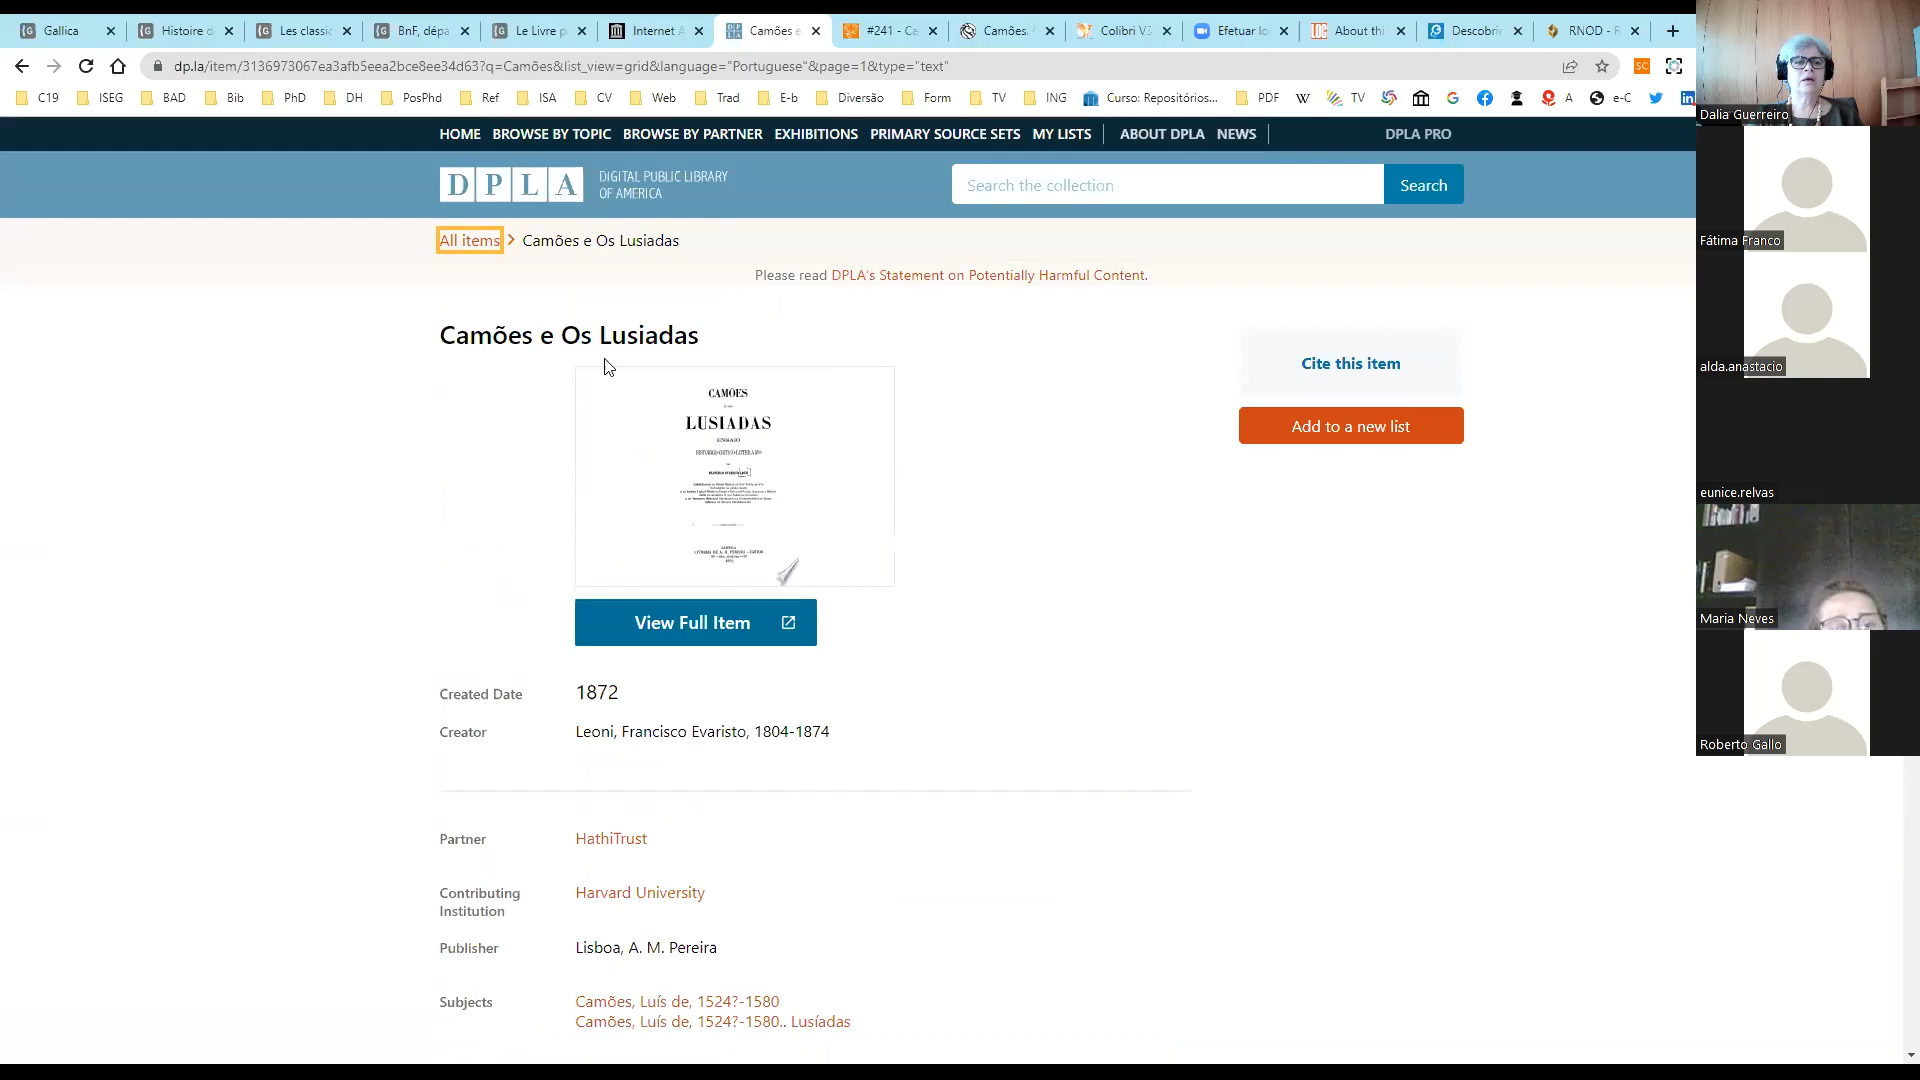 Gallica
Histoire d
Les classic
BnF, dépa
Le Livre p
Internet A
Camões e
#241 - Ca
Camões.
Colibri V3
Efetuar lo
About thi
Descobri
RNOD - R
dp.la/item/3136973067ea3afb5eea2bce8ee34d63?q=Camões&list_view=grid&language="Portuguese"&page=1&type="text"
C19 ISEG BAD Bib PhD DH PosPhd Ref ISA CV Web Trad E-b Diversão Form TV ING Curso: Repositórios... PDF W TV A e-C
HOME BROWSE BY TOPIC BROWSE BY PARTNER EXHIBITIONS PRIMARY SOURCE SETS MY LISTS ABOUT DPLA NEWS DPLA PRO
DPLA DIGITAL PUBLIC LIBRARY
OF AMERICA
Search the collection Search
All items > Camões e Os Lusiadas
Please read DPLA's Statement on Potentially Harmful Content.
Camões e Os Lusiadas
CAMÕES
LUSIADAS
ENSAIO
View Full Item
Cite this item
Add to a new list
Created Date 1872
Creator Leoni, Francisco Evaristo, 1804-1874
Partner HathiTrust
Contributing
Institution Harvard University
Publisher Lisboa, A. M. Pereira
Subjects Camões, Luís de, 1524?-1580
Camões, Luís de, 1524?-1580.. Lusíadas
Dalia Guerreiro
Fátima Franco
alda.anastacio
eunice.relvas
Maria Neves
Roberto Gallo